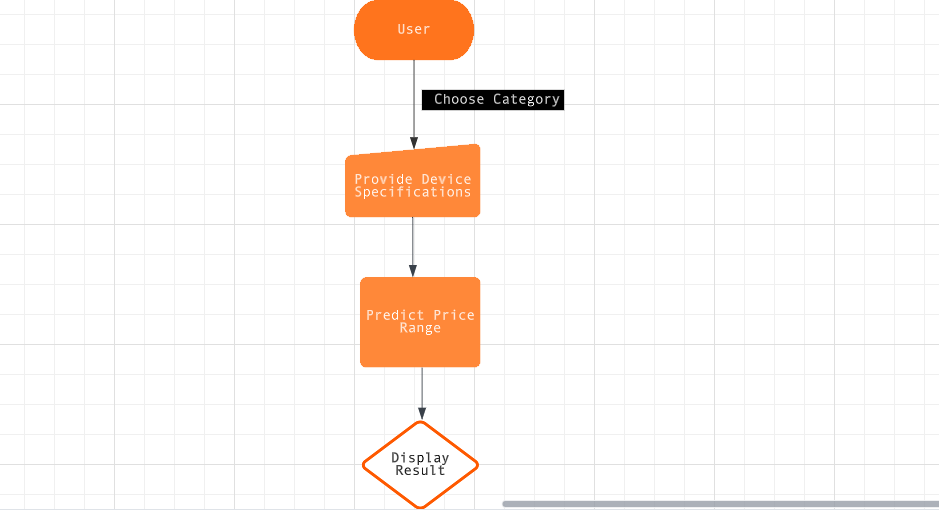 User
Choose Category
Provide Device
Specifications
Predict Price
Range
Display
Result